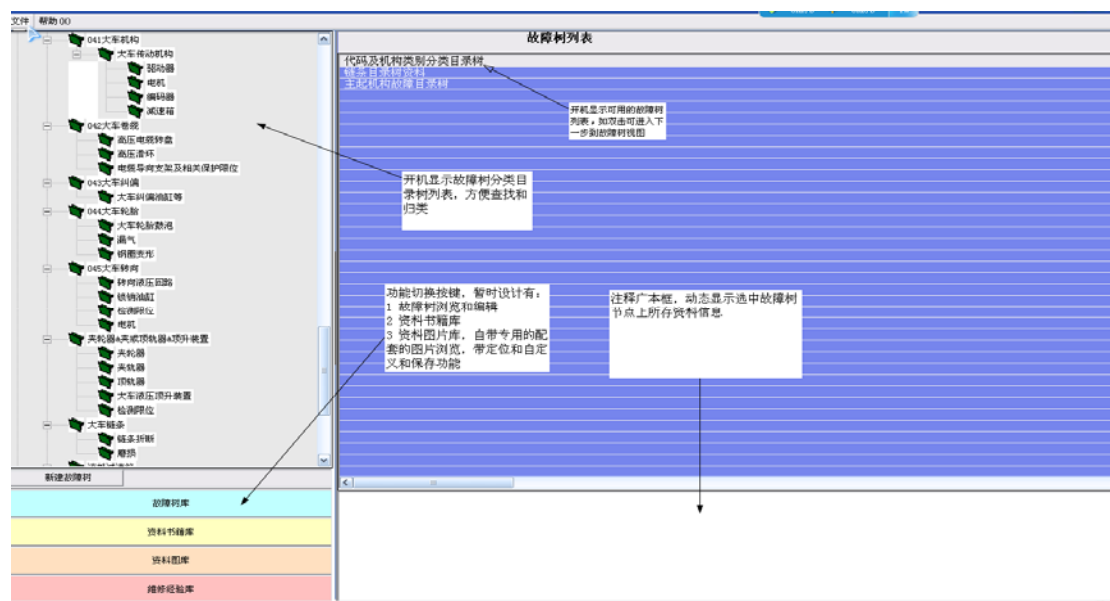 文件 帮助(X)
041大车机构
大车传动机构
驱动器
电机
编码器
减速箱
042大车卷缆
高压电缆转盘
高压滑环
电缆导向支架及相关保护限位
043大车纠偏
大车纠偏油缸等
044大车轮胎
大车轮胎鼓泡
漏气
钢圈变形
045大车转向
转向液压回路
锁销油缸
检测限位
电机
夹轮器&夹或顶轨器&顶升装置
夹轮器
夹轨器
顶轨器
大车液压顶升装置
检测限位
大车链条
链条折断
磨损
新建故障树
故障树库
资料书籍库
资料图库
维修经验库
故障树列表
代码及机构类别分类目录树
链条目录树资料
主起机构故障目录树
开机显示可用的故障树
列表，如双击可进入下
一步到故障树视图
开机显示故障树分类目
录树列表，方便查找和
归类
功能切换按键，暂时设计有：
1 故障树浏览和编辑
2 资料书籍库
3 资料图片库，自带专用的配
套的图片浏览，带定位和自定
义和保存功能
注释广本框，动态显示选中故障树
节点上所存资料信息